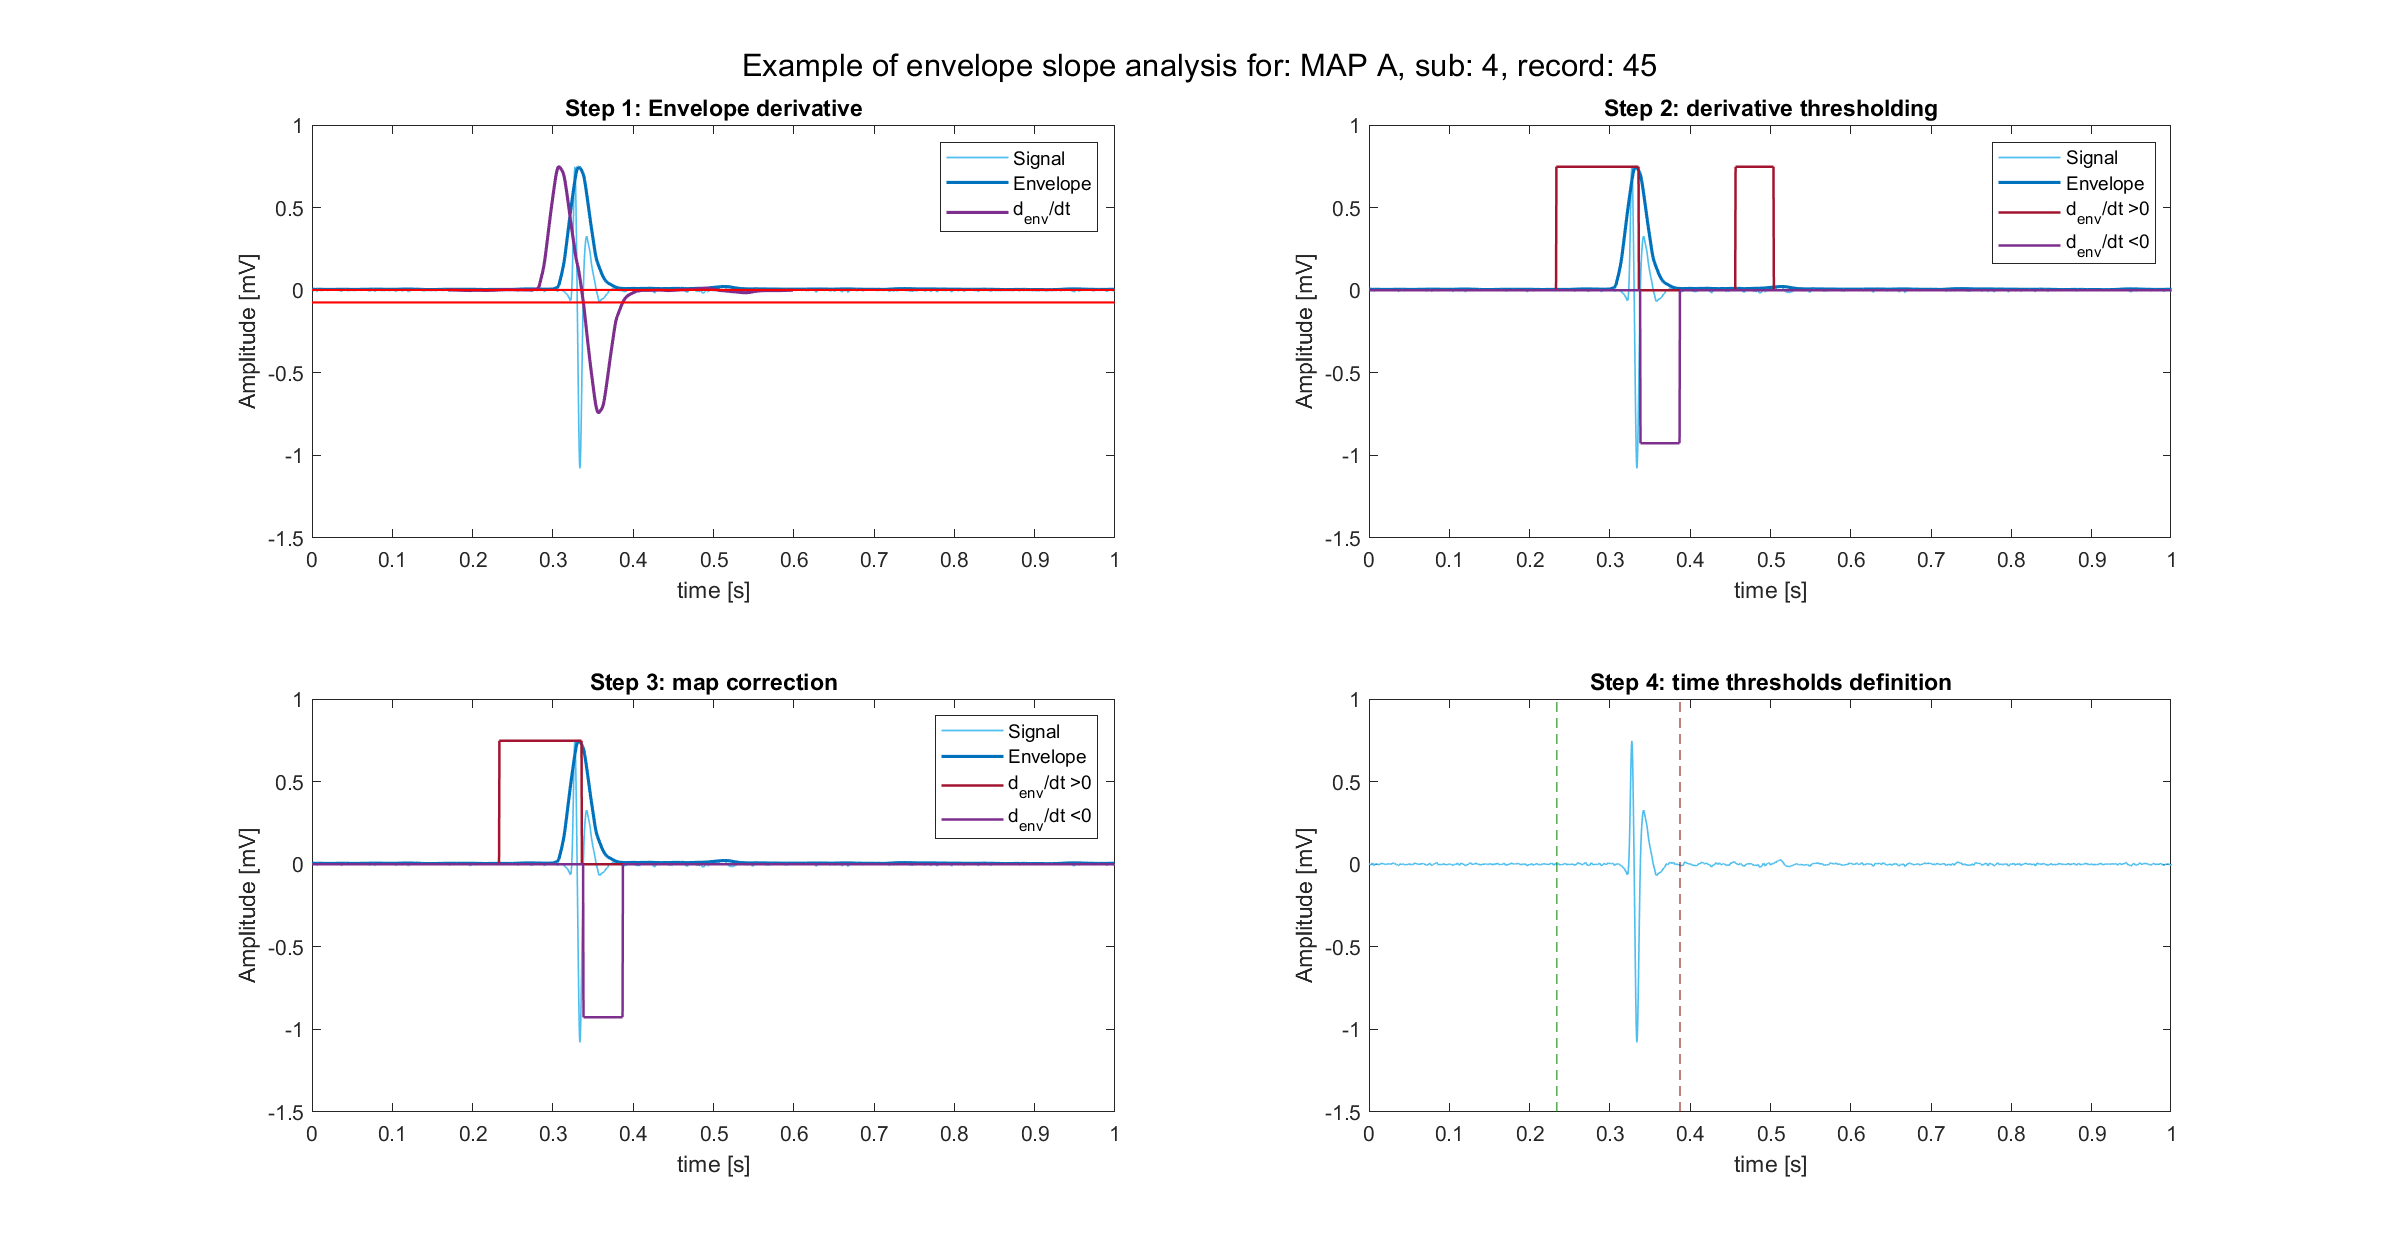 Example of envelope slope analysis for: MAP A, sub: 4, record: 45
Step 1: Envelope derivative
1
0.5
0
-0.5
-1
-1.5
Amplitude [mV]
0 0.1 0.2 0.3 0.4 0.5 0.6 0.7 0.8 0.9 1
time [s]
Signal
Envelope
d_env/dt
Step 2: derivative thresholding
1
0.5
0
-0.5
-1
-1.5
Amplitude [mV]
0 0.1 0.2 0.3 0.4 0.5 0.6 0.7 0.8 0.9 1
time [s]
Signal
Envelope
d_env/dt >0
d_env/dt <0
Step 3: map correction
1
0.5
0
-0.5
-1
-1.5
Amplitude [mV]
0 0.1 0.2 0.3 0.4 0.5 0.6 0.7 0.8 0.9 1
time [s]
Signal
Envelope
d_env/dt >0
d_env/dt <0
Step 4: time thresholds definition
1
0.5
0
-0.5
-1
-1.5
Amplitude [mV]
0 0.1 0.2 0.3 0.4 0.5 0.6 0.7 0.8 0.9 1
time [s]